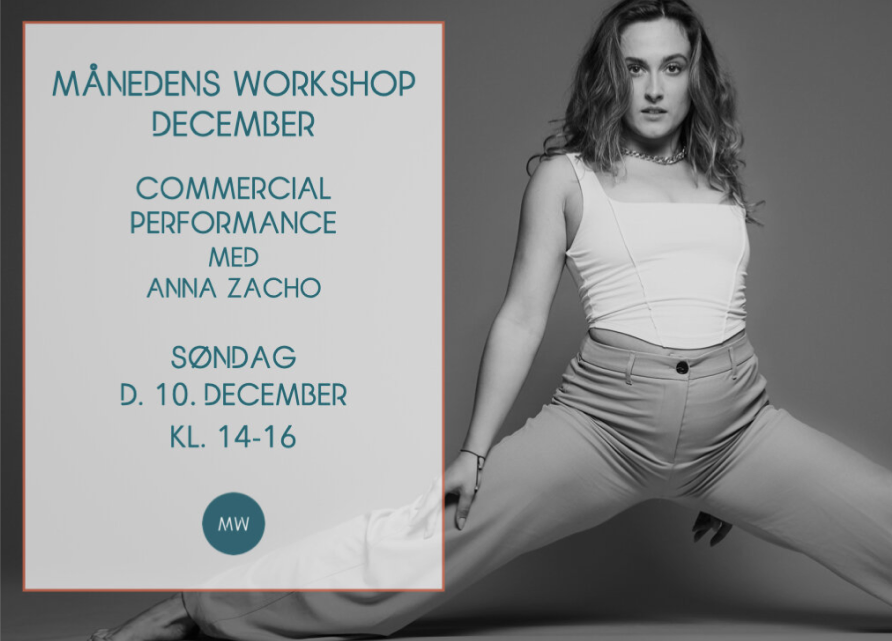 MÅNEDENS WORKSHOP
DECEMBER
COMMERCIAL
PERFORMANCE
MED
ANNA ZACHO
SØNDAG
D. 10. DECEMBER
KL. 14-16
MW